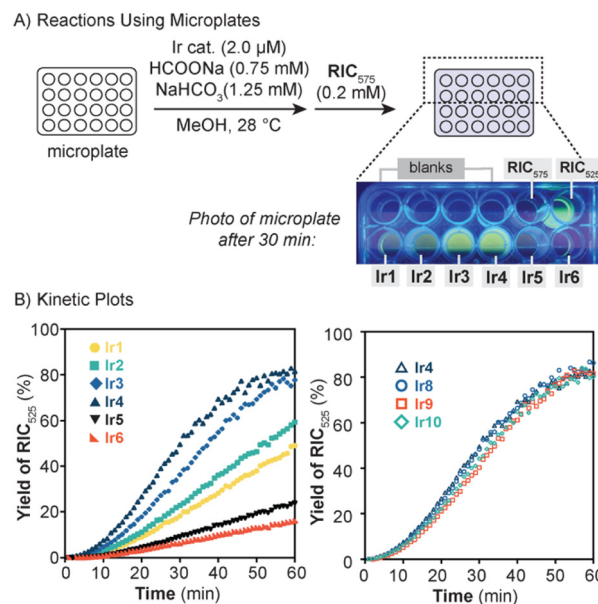 A) Reactions Using Microplates
Ir cat. (2.0 µM)
HCOONa (0.75 mM)
NaHCO3(1.25 mM)
MeOH, 28 °C
RIC575
(0.2 mM)
microplate
blanks
RIC575
RIC525
Photo of microplate
after 30 min:
Ir1 Ir2 Ir3 Ir4 Ir5 Ir6
B) Kinetic Plots
Yield of RIC525 (%)
100
80
60
40
20
0
Ir1
Ir2
Ir3
Ir4
Ir5
Ir6
0 10 20 30 40 50 60
Time (min)
Yield of RIC525 (%)
100
80
60
40
20
0
Ir4
Ir8
Ir9
Ir10
0 10 20 30 40 50 60
Time (min)